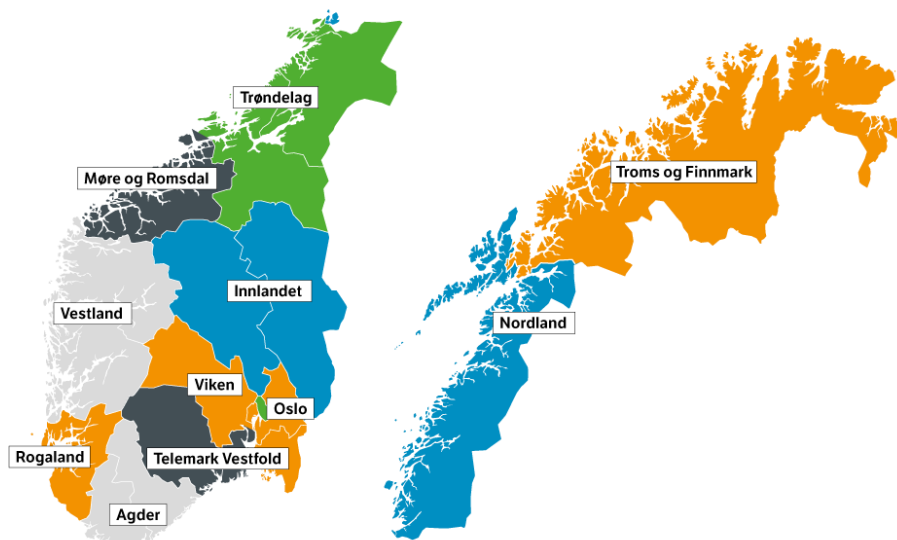 Trøndelag
Møre og Romsdal
Troms og Finnmark
Innlandet
Vestland
Nordland
Viken
Oslo
Rogaland
Telemark Vestfold
Agder